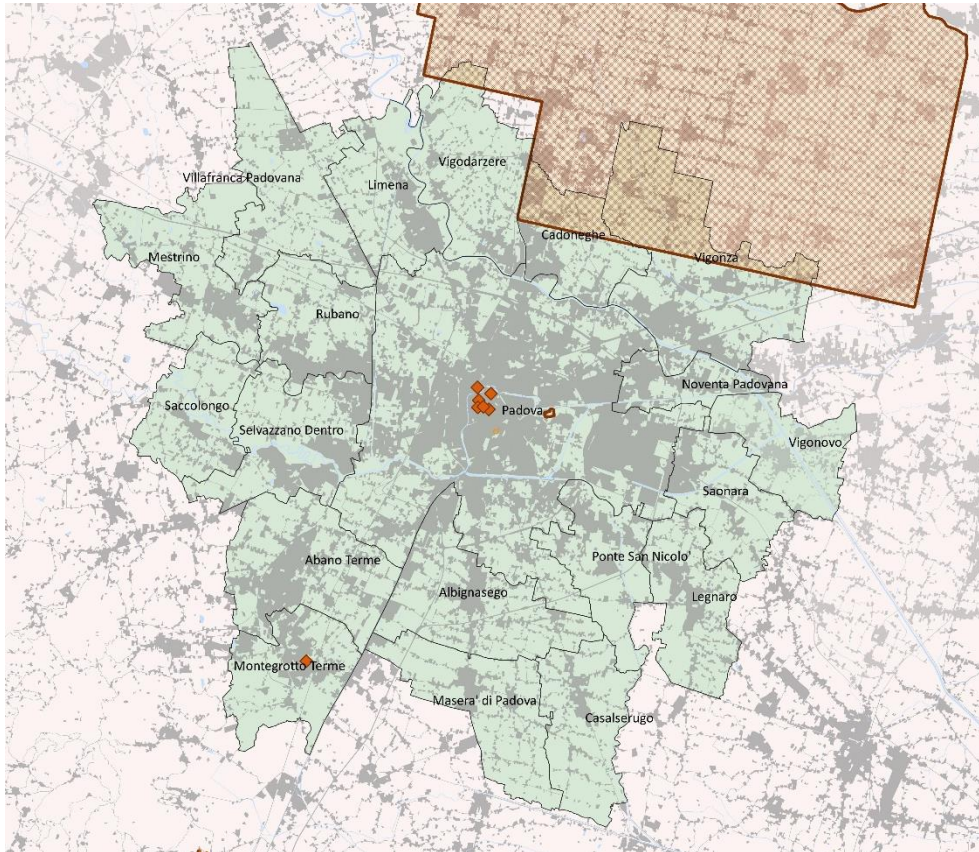 Vigodarzere
Villafranca Padovana
Limena
Cadoneghe
Mestrino
Vigonza
Rubano
Noventa Padovana
Saccolongo
Padova
Selvazzano Dentro
Vigonovo
Saonara
Abano Terme
Ponte San Nicolo'
Albignasego
Legnaro
Montegrotto Terme
Masera' di Padova
Casalserugo